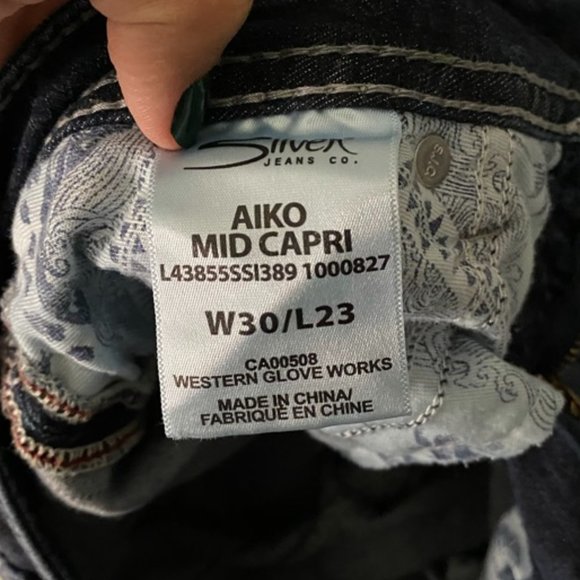 Silver
JEANS CO.
AIKO
MID CAPRI
L43855SSI389 1000827
W30/L23
CA00508
WESTERN GLOVE WORKS
MADE IN CHINA/
FABRIQUÉ EN CHINE